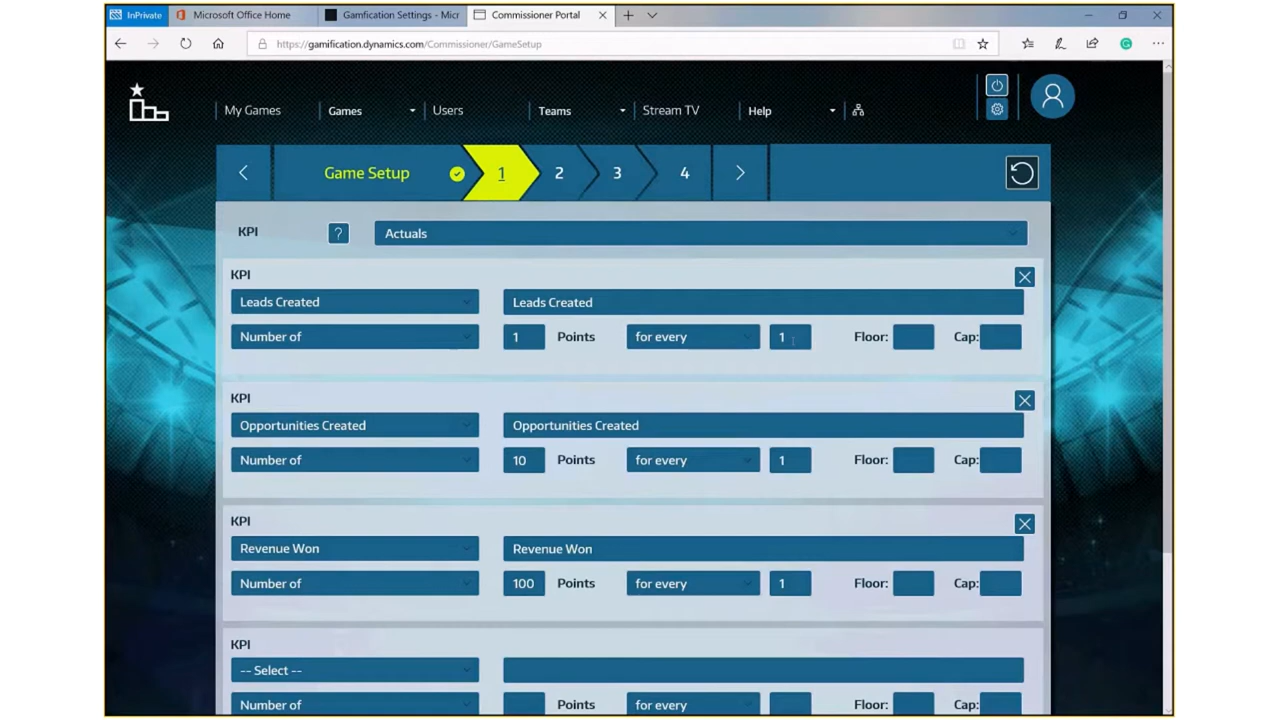 InPrivate Microsoft Office Home Gamfication Settings - Micr Commissioner Portal
https://gamification.dynamics.com/Commissioner/GameSetup
My Games Games Users Teams Stream TV Help
Game Setup 1 2 3 4
KPI ? Actuals
KPI
Leads Created Leads Created
Number of 1 Points for every 1 Floor: Cap:
KPI
Opportunities Created Opportunities Created
Number of 10 Points for every 1 Floor: Cap:
KPI
Revenue Won Revenue Won
Number of 100 Points for every 1 Floor: Cap:
KPI
-- Select --
Number of Points for every Floor: Cap: